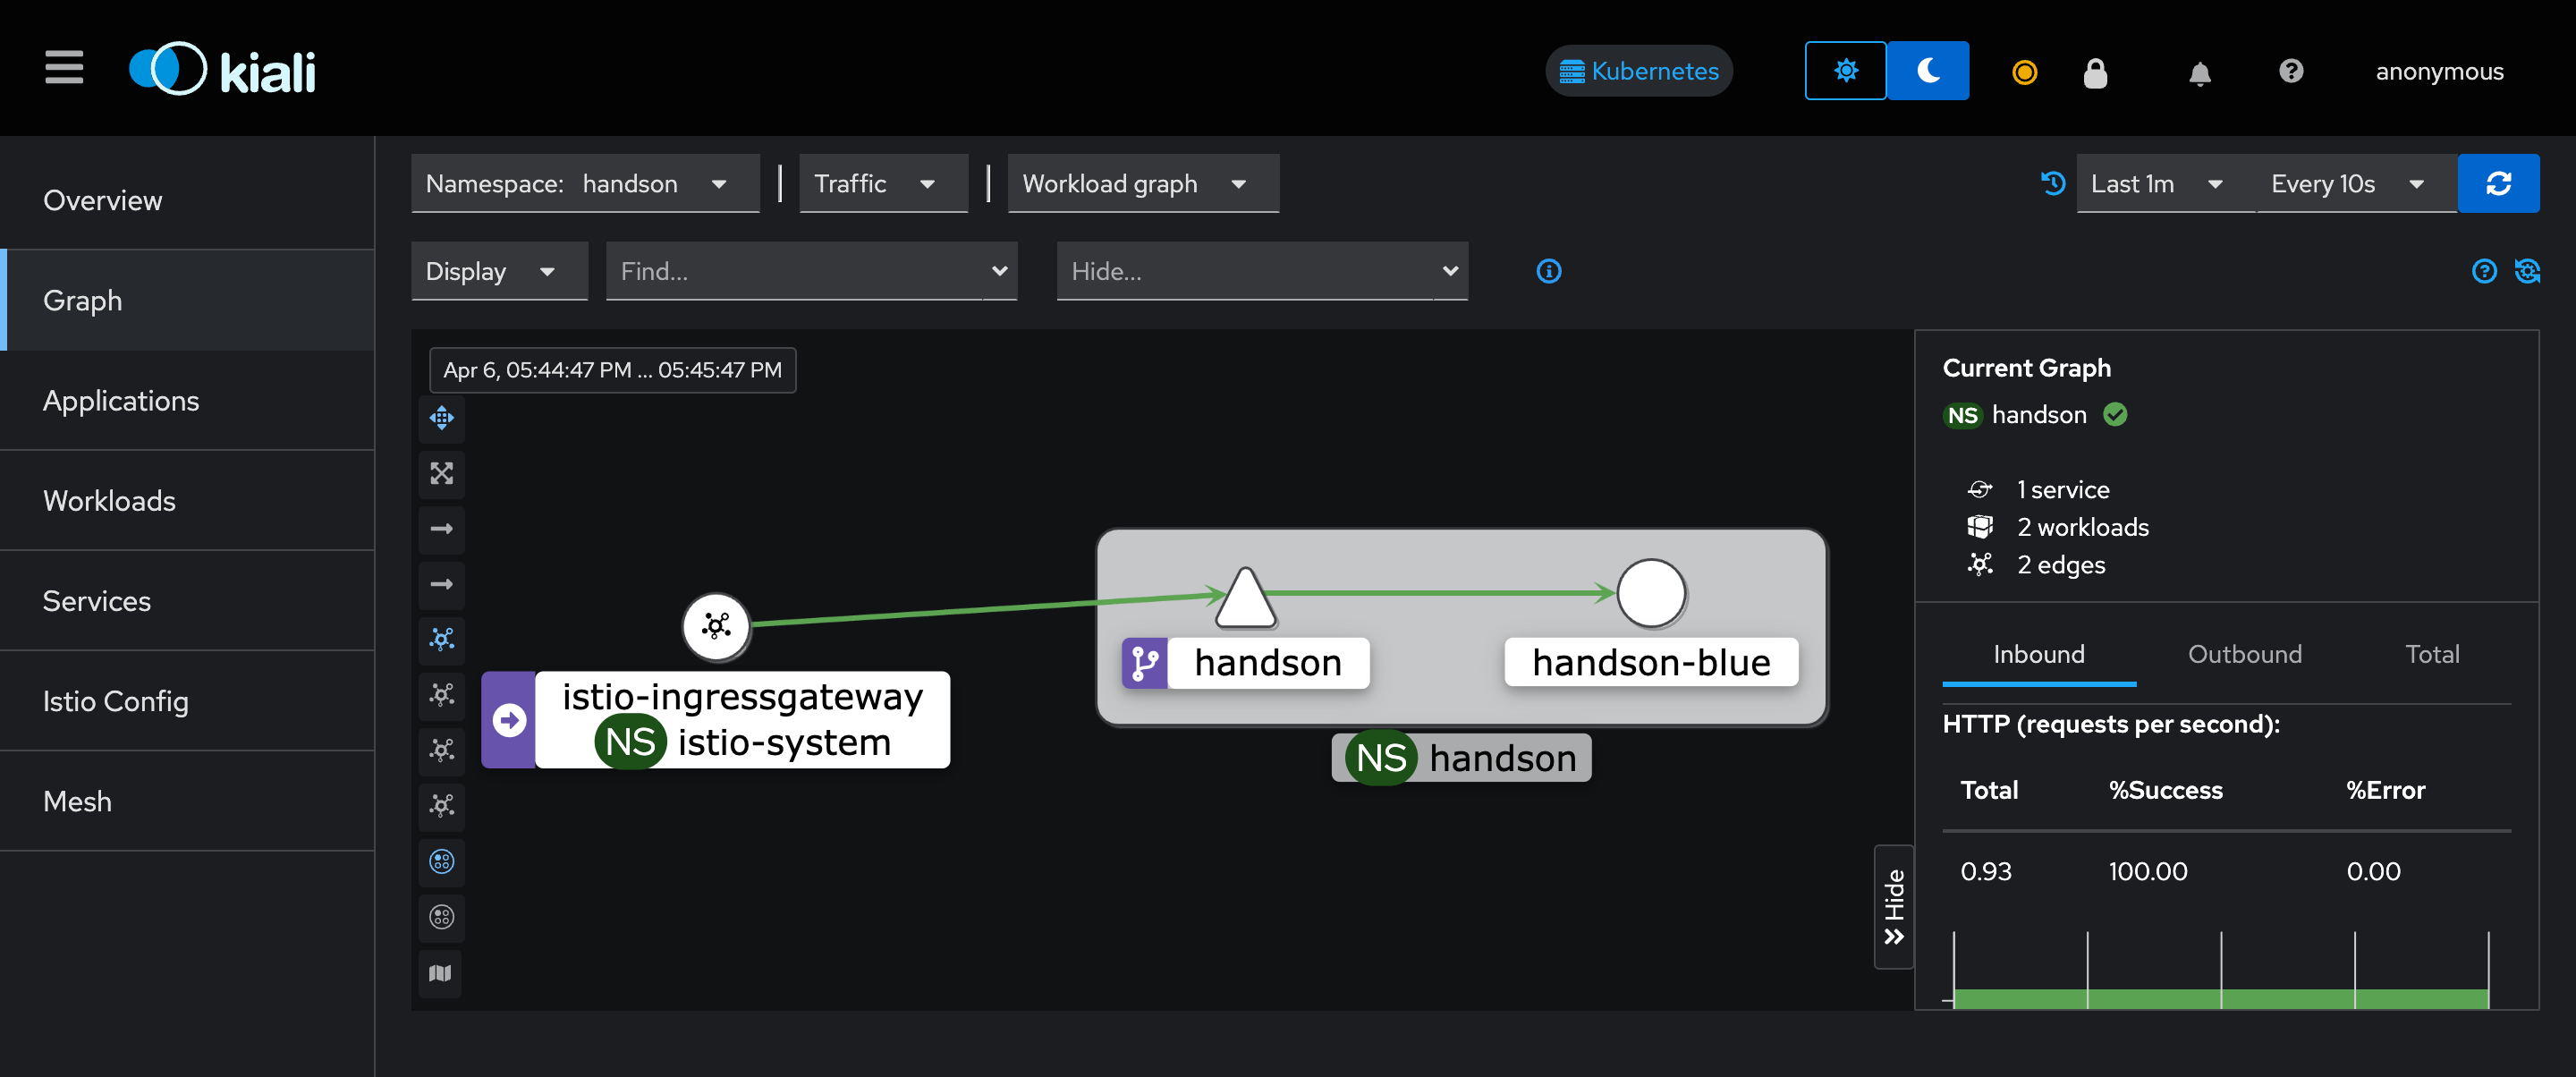 kiali
Kubernetes
anonymous
Overview
Graph
Applications
Workloads
Services
Istio Config
Mesh
Namespace: handson
Traffic
Workload graph
Last 1m
Every 10s
Display
Find...
Hide...
Apr 6, 05:44:47 PM ... 05:45:47 PM
istio-ingressgateway
NS istio-system
handson
handson-blue
NS handson
Hide
Current Graph
NS handson
1 service
2 workloads
2 edges
Inbound Outbound Total
HTTP (requests per second):
Total %Success %Error
0.93 100.00 0.00